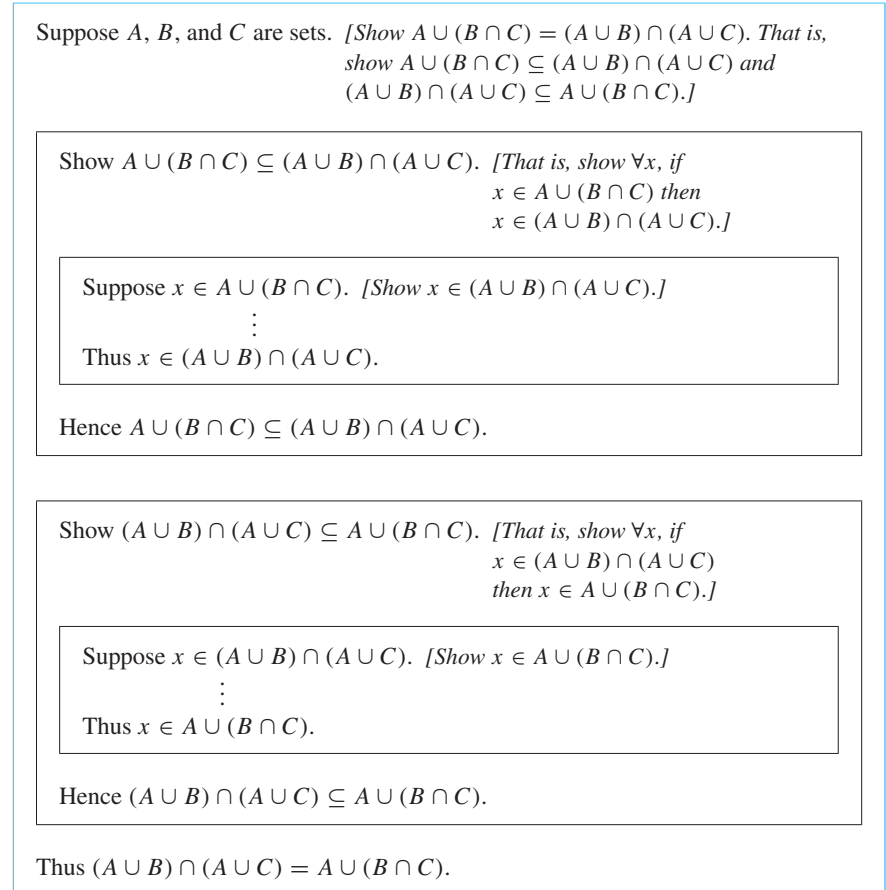 Suppose A, B, and C are sets. [Show A ∪ (B ∩ C) = (A ∪ B) ∩ (A ∪ C). That is,
show A ∪ (B ∩ C) ⊆ (A ∪ B) ∩ (A ∪ C) and
(A ∪ B) ∩ (A ∪ C) ⊆ A ∪ (B ∩ C).]
Show A ∪ (B ∩ C) ⊆ (A ∪ B) ∩ (A ∪ C). [That is, show ∀x, if
x ∈ A ∪ (B ∩ C) then
x ∈ (A ∪ B) ∩ (A ∪ C).]
Suppose x ∈ A ∪ (B ∩ C). [Show x ∈ (A ∪ B) ∩ (A ∪ C).]
⋮
Thus x ∈ (A ∪ B) ∩ (A ∪ C).
Hence A ∪ (B ∩ C) ⊆ (A ∪ B) ∩ (A ∪ C).
Show (A ∪ B) ∩ (A ∪ C) ⊆ A ∪ (B ∩ C). [That is, show ∀x, if
x ∈ (A ∪ B) ∩ (A ∪ C)
then x ∈ A ∪ (B ∩ C).]
Suppose x ∈ (A ∪ B) ∩ (A ∪ C). [Show x ∈ A ∪ (B ∩ C).]
⋮
Thus x ∈ A ∪ (B ∩ C).
Hence (A ∪ B) ∩ (A ∪ C) ⊆ A ∪ (B ∩ C).
Thus (A ∪ B) ∩ (A ∪ C) = A ∪ (B ∩ C).